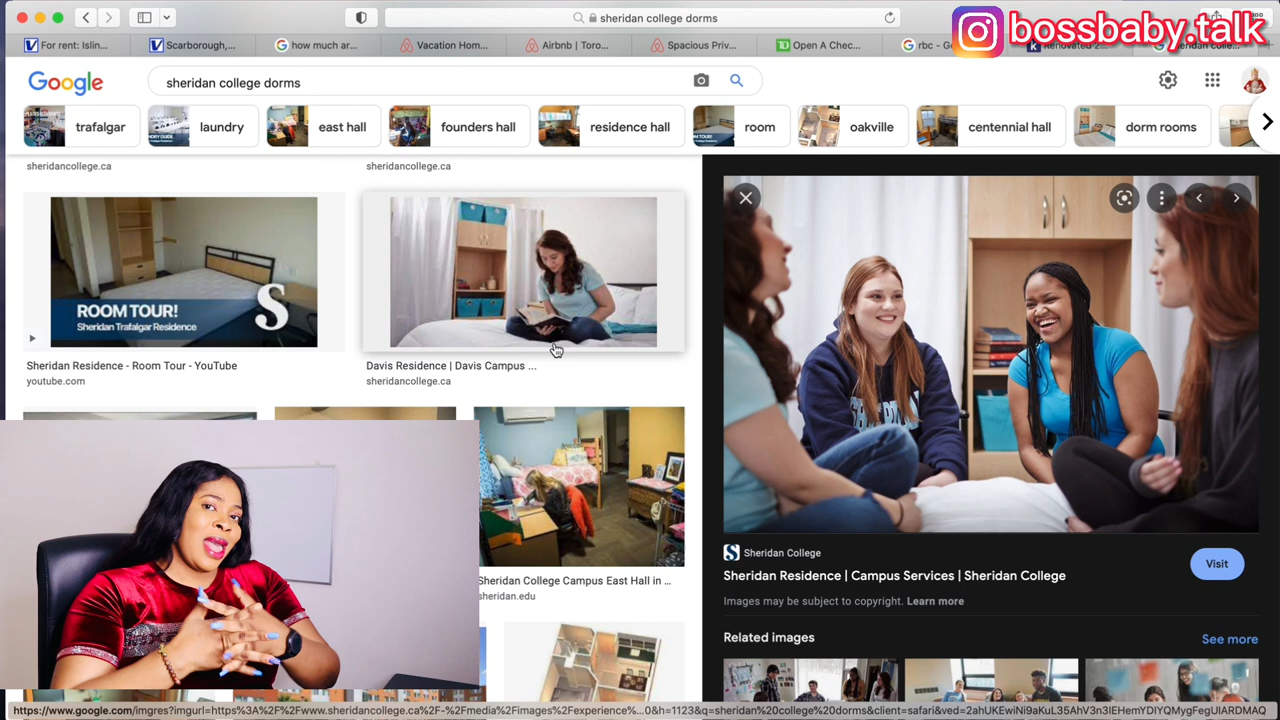 sheridan college dorms
bossbaby.talk
For rent: Islin...
Scarborough,...
how much ar...
Vacation Hom...
Airbnb | Toro...
Spacious Priv...
Open A Chec...
Google
sheridan college dorms
trafalgar
laundry
east hall
founders hall
residence hall
room
oakville
centennial hall
dorm rooms
sheridancollege.ca
sheridancollege.ca
ROOM TOUR!
Sheridan Trafalgar Residence
S
Sheridan Residence - Room Tour - YouTube
youtube.com
Davis Residence | Davis Campus ...
sheridancollege.ca
Sheridan College Campus East Hall in ...
sheridan.edu
Sheridan College
Sheridan Residence | Campus Services | Sheridan College
Visit
Images may be subject to copyright. Learn more
Related images
See more
https://www.google.com/imgres?imgurl=https%3A%2F%2Fwww.sheridancollege.ca%2F-%2Fmedia%2Fimages%2Fexperience%...0&h=1123&q=sheridan%20college%20dorms&client=safari&ved=2ahUKEwiNi9aKuL35AhV3n3IEHemYDlYQMygFegUIARDMAQ